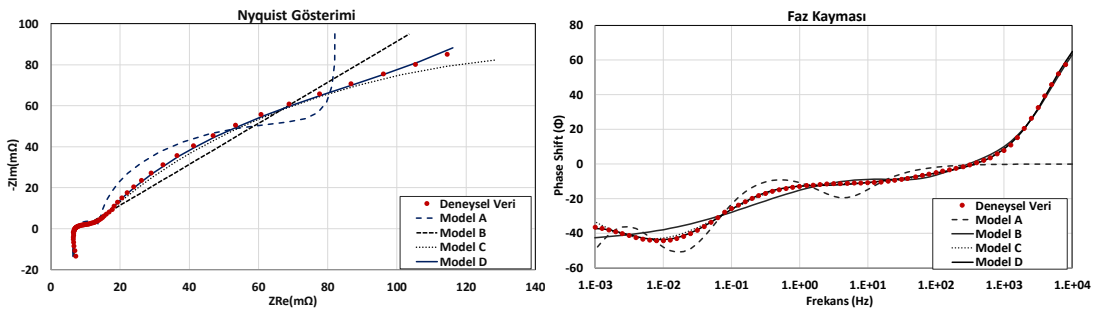 Nyquist Gösterimi
100
80
60
40
20
0
-20
-ZIm(mΩ)
0
20
40
60
80
100
120
140
ZRe(mΩ)
Deneysel Veri
Model A
Model B
Model C
Model D
Faz Kayması
80
60
40
20
0
-20
-40
-60
Phase Shift (Φ)
1.E-03
1.E-02
1.E-01
1.E+00
1.E+01
1.E+02
1.E+03
1.E+04
Frekans (Hz)
Deneysel Veri
Model A
Model B
Model C
Model D